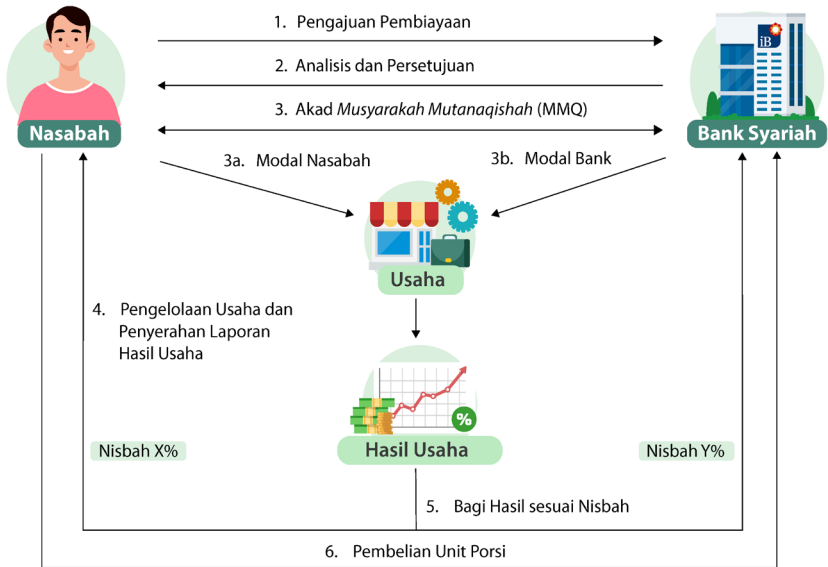 1. Pengajuan Pembiayaan
iB
2. Analisis dan Persetujuan
3. Akad Musyarakah Mutanaqishah (MMQ)
Nasabah
Bank Syariah
3a. Modal Nasabah
3b. Modal Bank
Usaha
4. Pengelolaan Usaha dan
Penyerahan Laporan
Hasil Usaha
%
Hasil Usaha
Nisbah X%
Nisbah Y%
5. Bagi Hasil sesuai Nisbah
6. Pembelian Unit Porsi